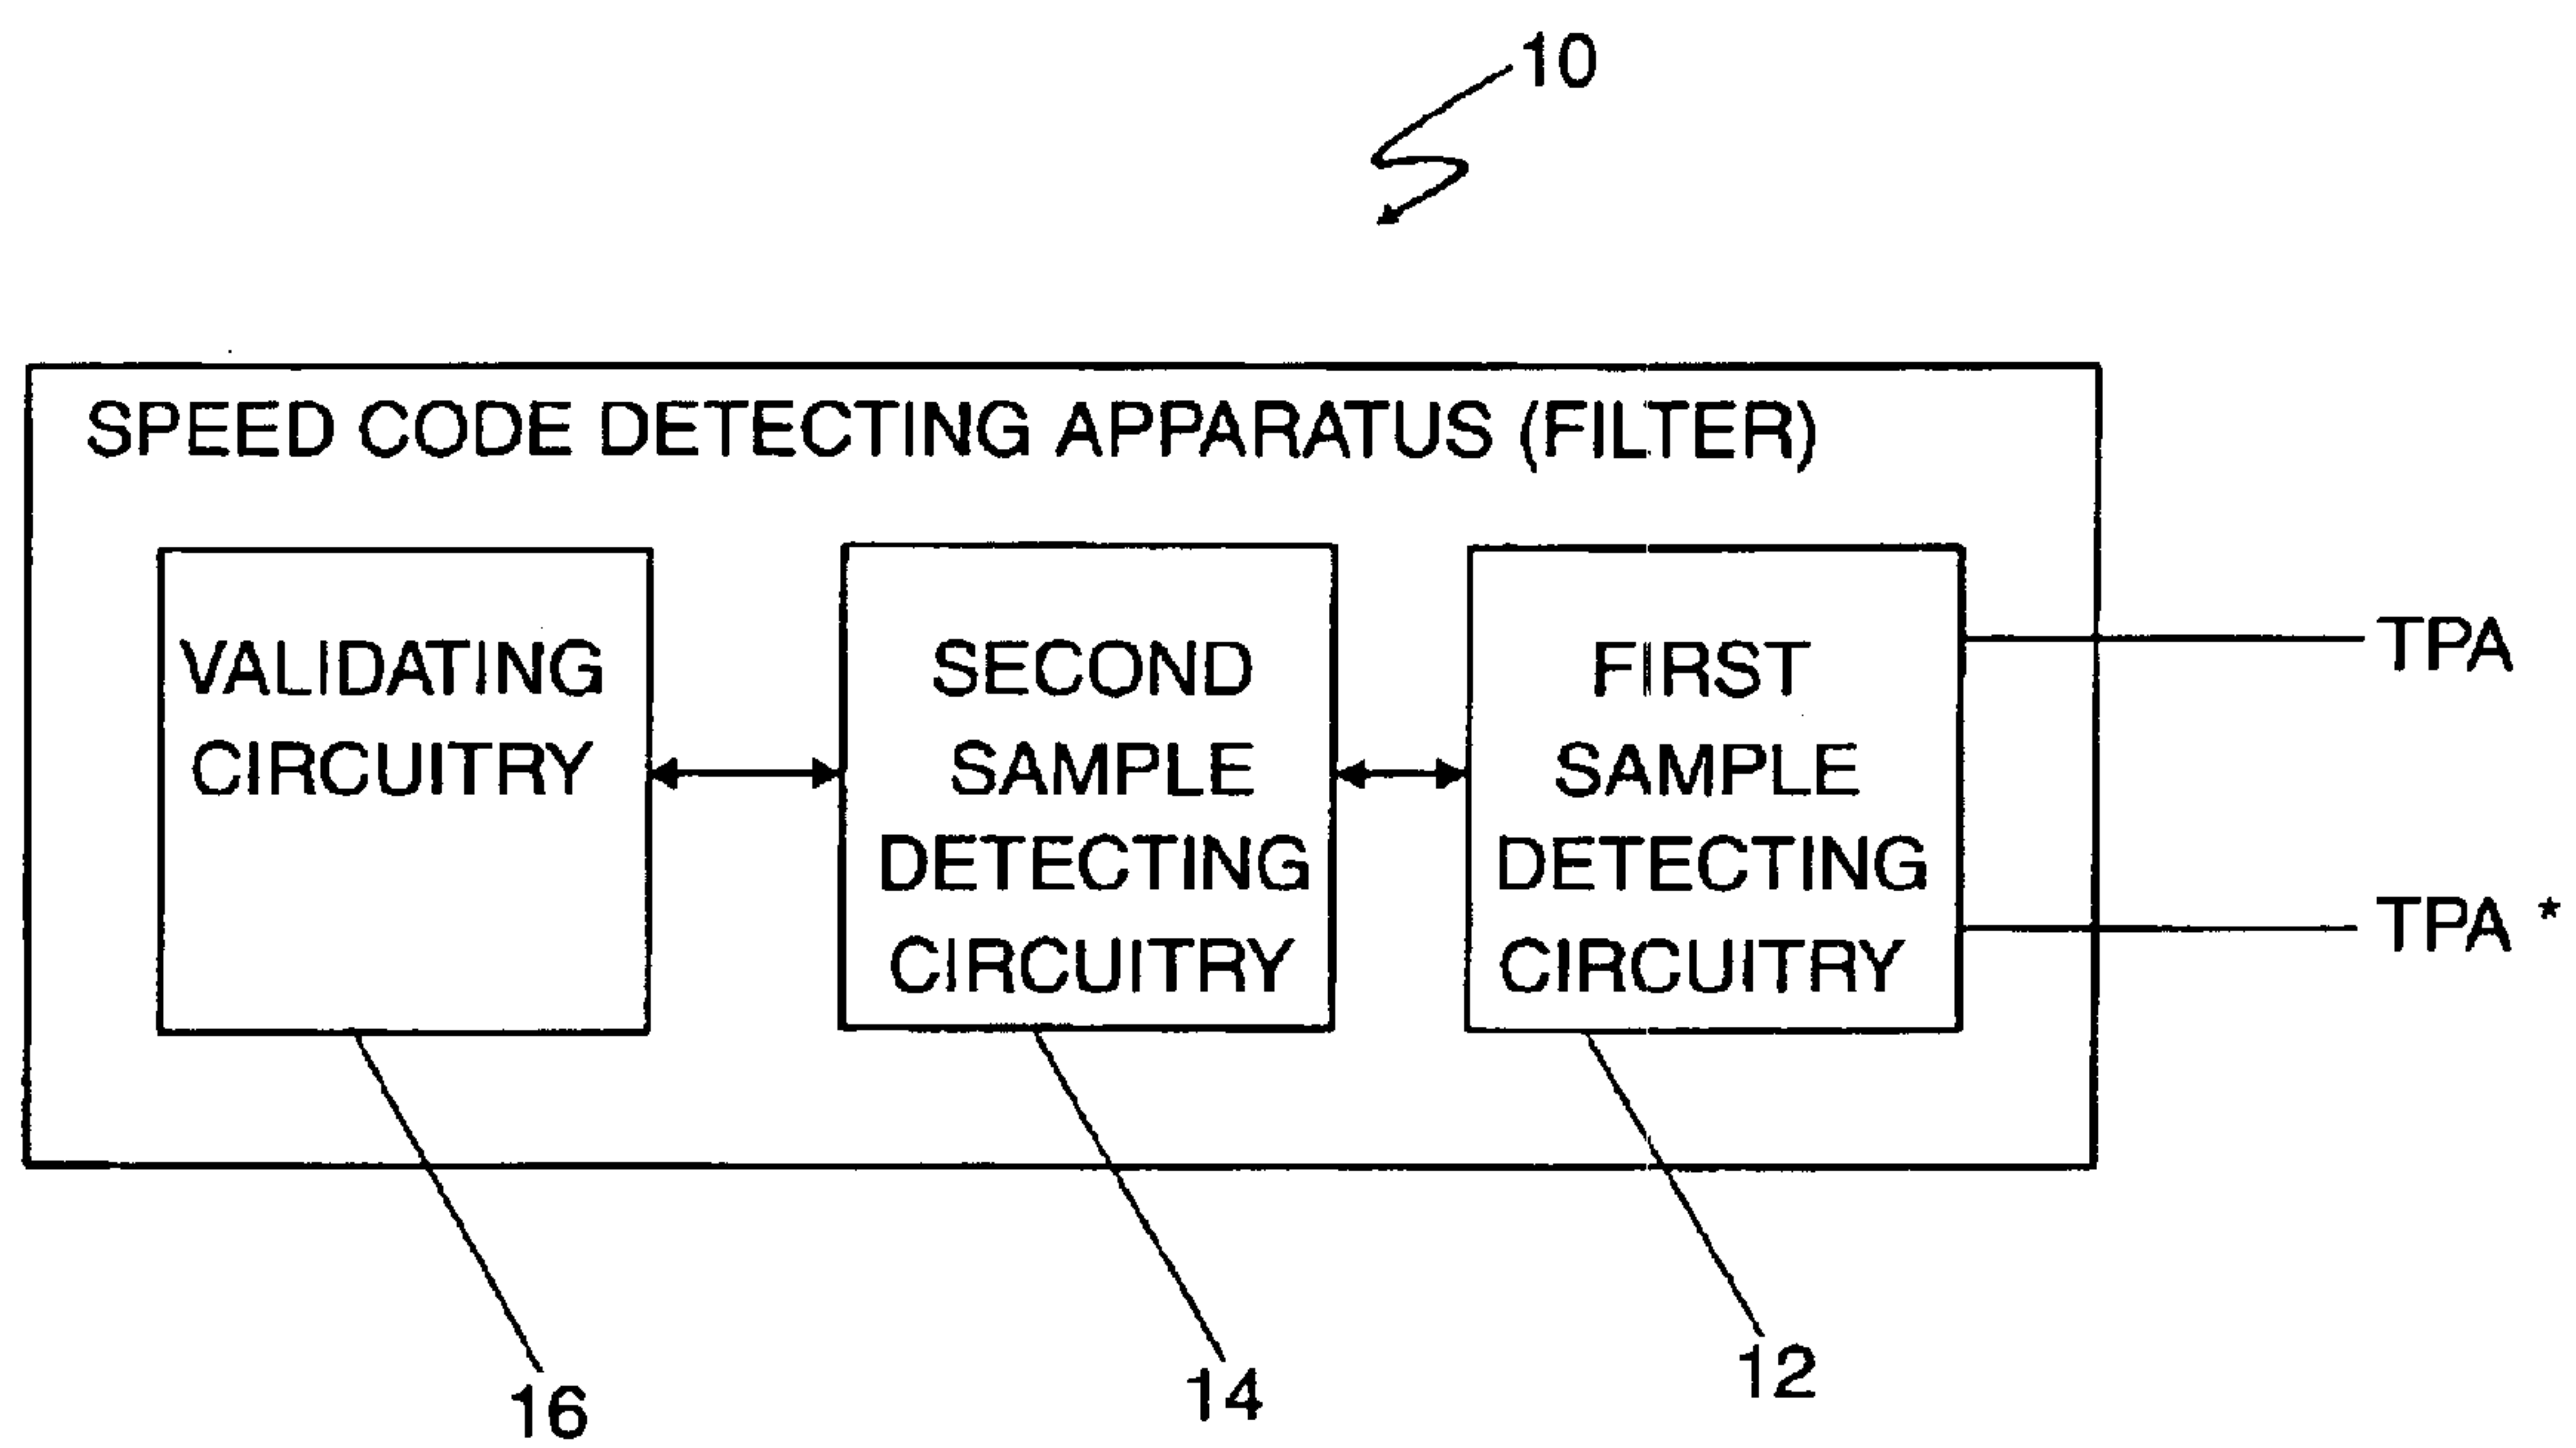 10
SPEED CODE DETECTING APPARATUS (FILTER)
VALIDATING
CIRCUITRY
SECOND
SAMPLE
DETECTING
CIRCUITRY
FIRST
SAMPLE
DETECTING
CIRCUITRY
TPA
TPA *
16
14
12